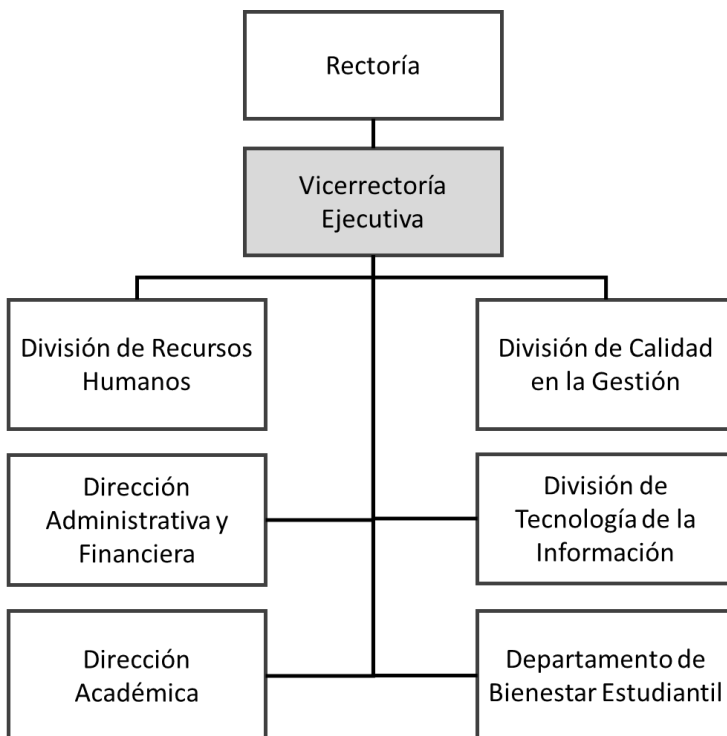 Rectoría
Vicerrectoría
Ejecutiva
División de Recursos
Humanos
División de Calidad
en la Gestión
Dirección
Administrativa y
Financiera
División de
Tecnología de la
Información
Dirección
Académica
Departamento de
Bienestar Estudiantil